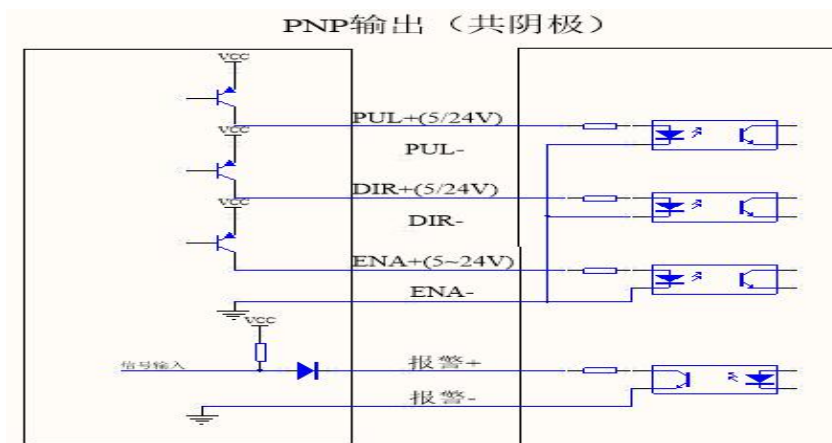 PNP输出（共阴极）
VCC
PUL+(5/24V)
VCC
PUL-
DIR+(5/24V)
VCC
DIR-
ENA+(5~24V)
ENA-
VCC
信号输入
报警+
报警-